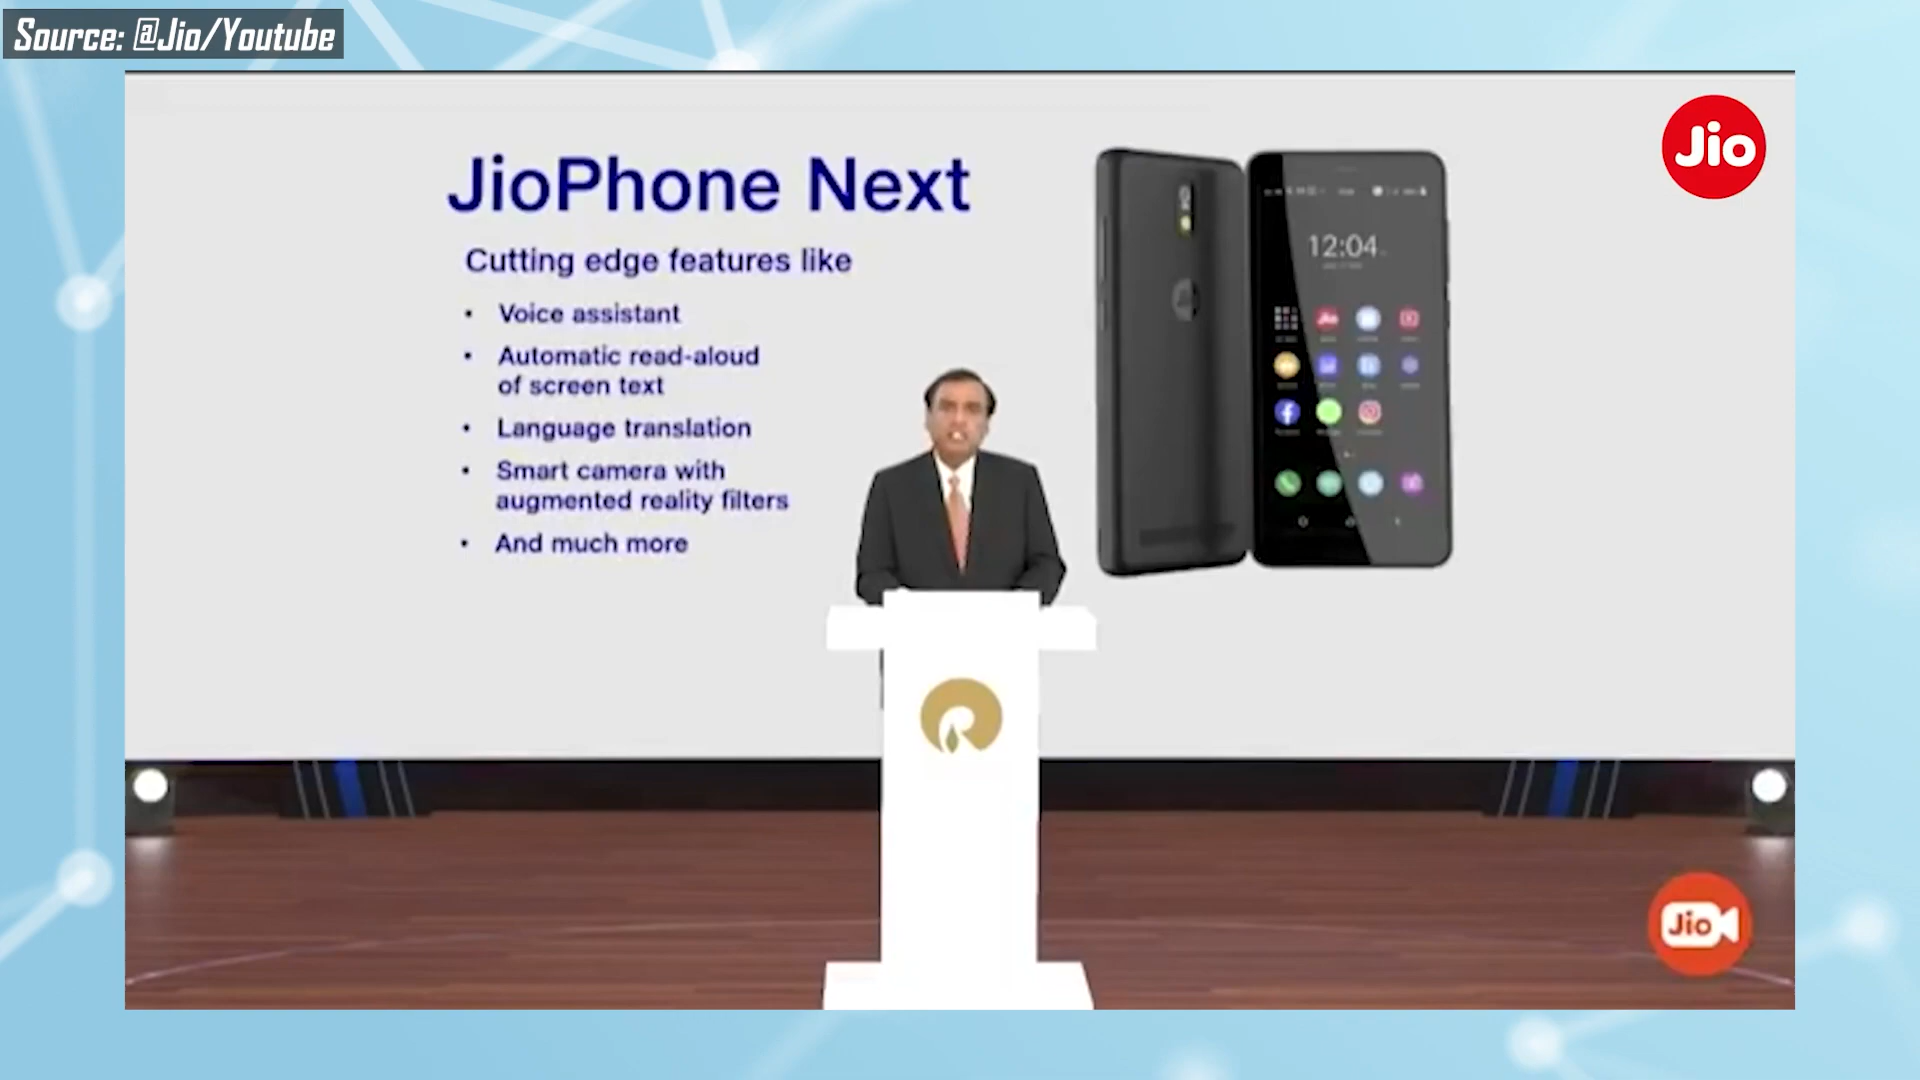 Source: @Jio/Youtube
Jio
JioPhone Next
Cutting edge features like
• Voice assistant
• Automatic read-aloud
of screen text
• Language translation
• Smart camera with
augmented reality filters
• And much more
12:04
Jio